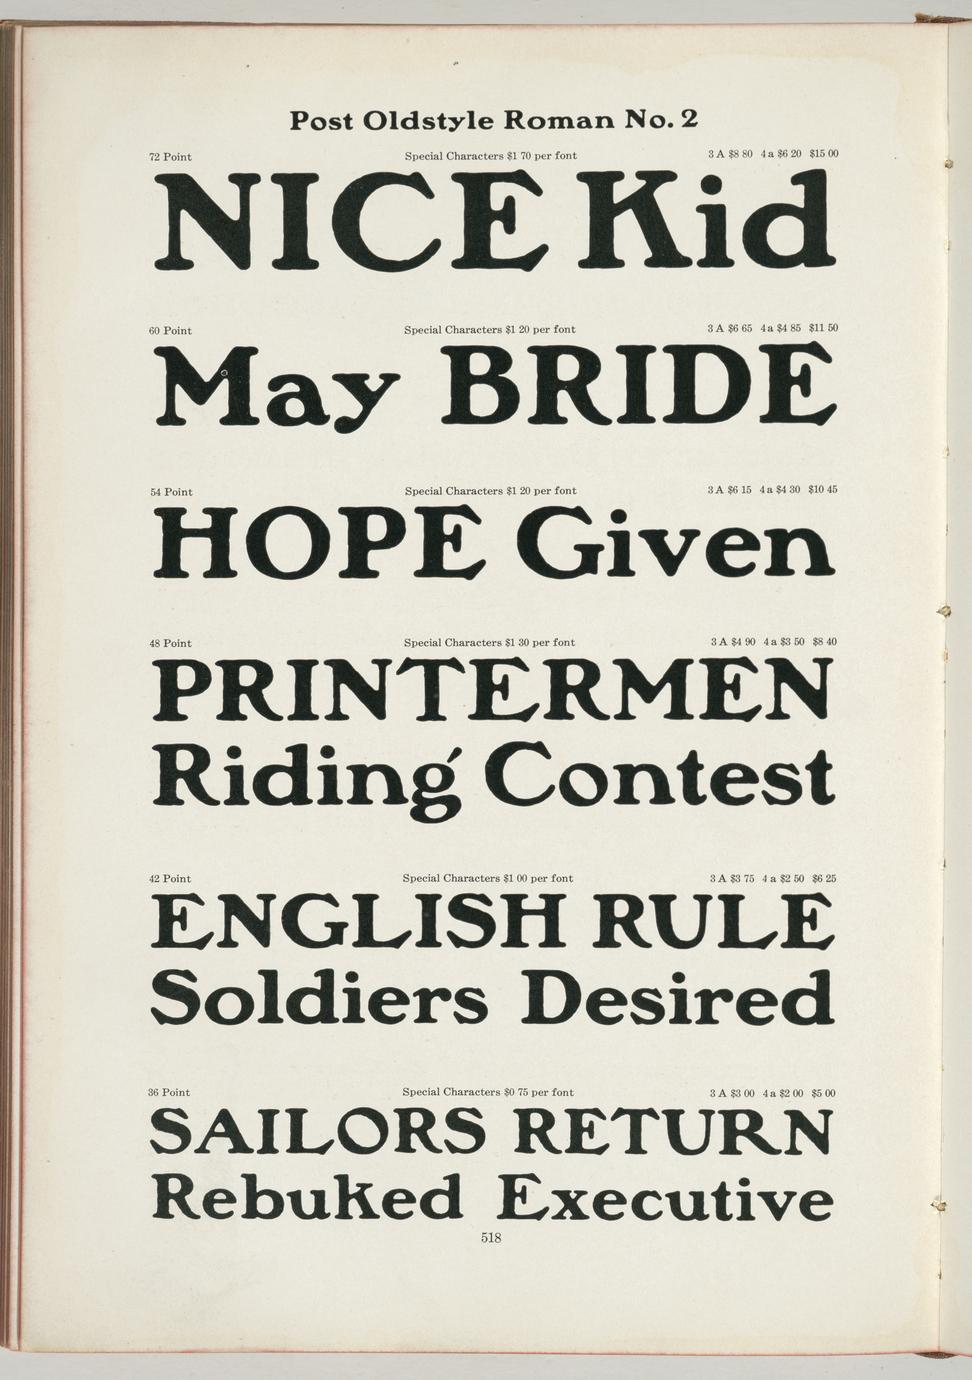 Post Oldstyle Roman No. 2
72 Point Special Characters $1 70 per font 3 A $8 80 4 a $6 20 $15 00
NICE Kid
60 Point Special Characters $1 20 per font 3 A $6 65 4 a $4 85 $11 50
May BRIDE
54 Point Special Characters $1 20 per font 3 A $6 15 4 a $4 30 $10 45
HOPE Given
48 Point Special Characters $1 30 per font 3 A $4 90 4 a $3 50 $8 40
PRINTERMEN
Riding Contest
42 Point Special Characters $1 00 per font 3 A $3 75 4 a $2 50 $6 25
ENGLISH RULE
Soldiers Desired
36 Point Special Characters $0 75 per font 3 A $3 00 4 a $2 00 $5 00
SAILORS RETURN
Rebuked Executive
518